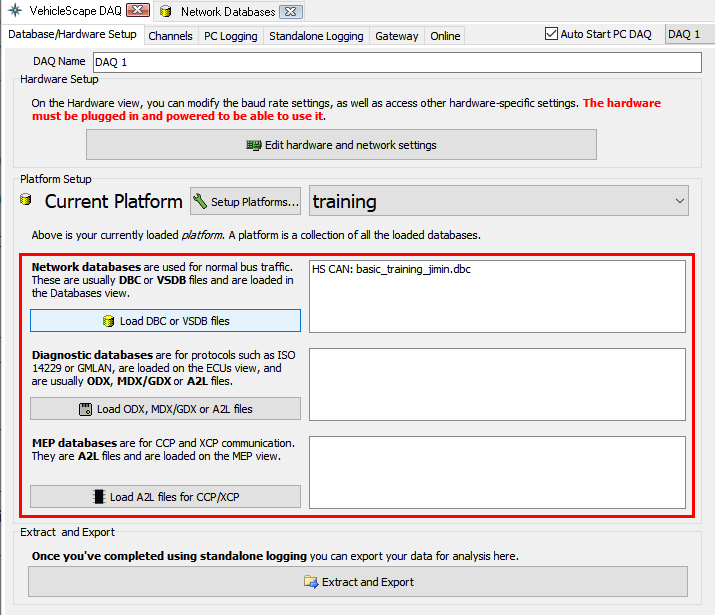 VehicleScape DAQ
Network Databases
Database/Hardware Setup
Channels
PC Logging
Standalone Logging
Gateway
Online
Auto Start PC DAQ
DAQ 1
DAQ Name
DAQ 1
Hardware Setup
On the Hardware view, you can modify the baud rate settings, as well as access other hardware-specific settings. The hardware
must be plugged in and powered to be able to use it.
Edit hardware and network settings
Platform Setup
Current Platform
Setup Platforms...
training
Above is your currently loaded platform. A platform is a collection of all the loaded databases.
Network databases are used for normal bus traffic.
These are usually DBC or VSDB files and are loaded in
the Databases view.
Load DBC or VSDB files
HS CAN: basic_training_jimin.dbc
Diagnostic databases are for protocols such as ISO
14229 or GMLAN, are loaded on the ECUs view, and
are usually ODX, MDX/GDX or A2L files.
Load ODX, MDX/GDX or A2L files
MEP databases are for CCP and XCP communication.
They are A2L files and are loaded on the MEP view.
Load A2L files for CCP/XCP
Extract and Export
Once you've completed using standalone logging you can export your data for analysis here.
Extract and Export